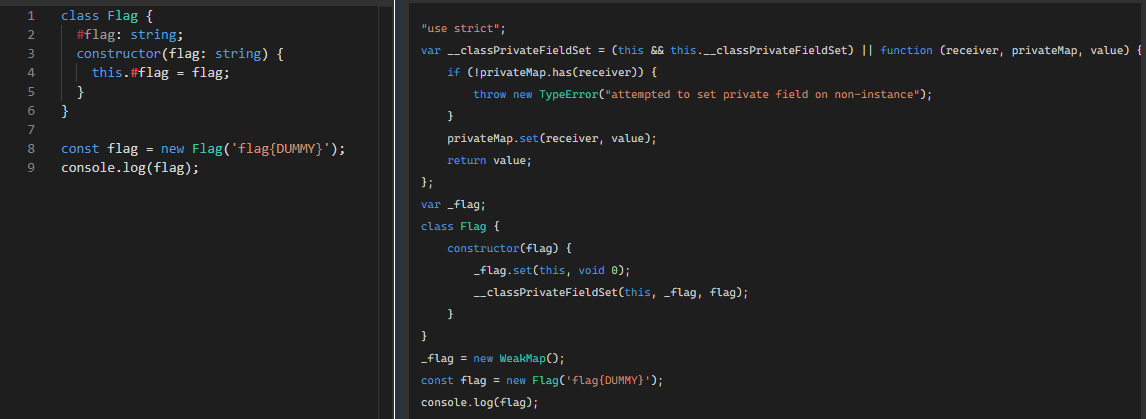 1 class Flag {
2   #flag: string;
3   constructor(flag: string) {
4     this.#flag = flag;
5   }
6 }
7
8 const flag = new Flag('flag{DUMMY}');
9 console.log(flag);
"use strict";
var __classPrivateFieldSet = (this && this.__classPrivateFieldSet) || function (receiver, privateMap, value) {
    if (!privateMap.has(receiver)) {
        throw new TypeError("attempted to set private field on non-instance");
    }
    privateMap.set(receiver, value);
    return value;
};
var _flag;
class Flag {
    constructor(flag) {
        _flag.set(this, void 0);
        __classPrivateFieldSet(this, _flag, flag);
    }
}
_flag = new WeakMap();
const flag = new Flag('flag{DUMMY}');
console.log(flag);